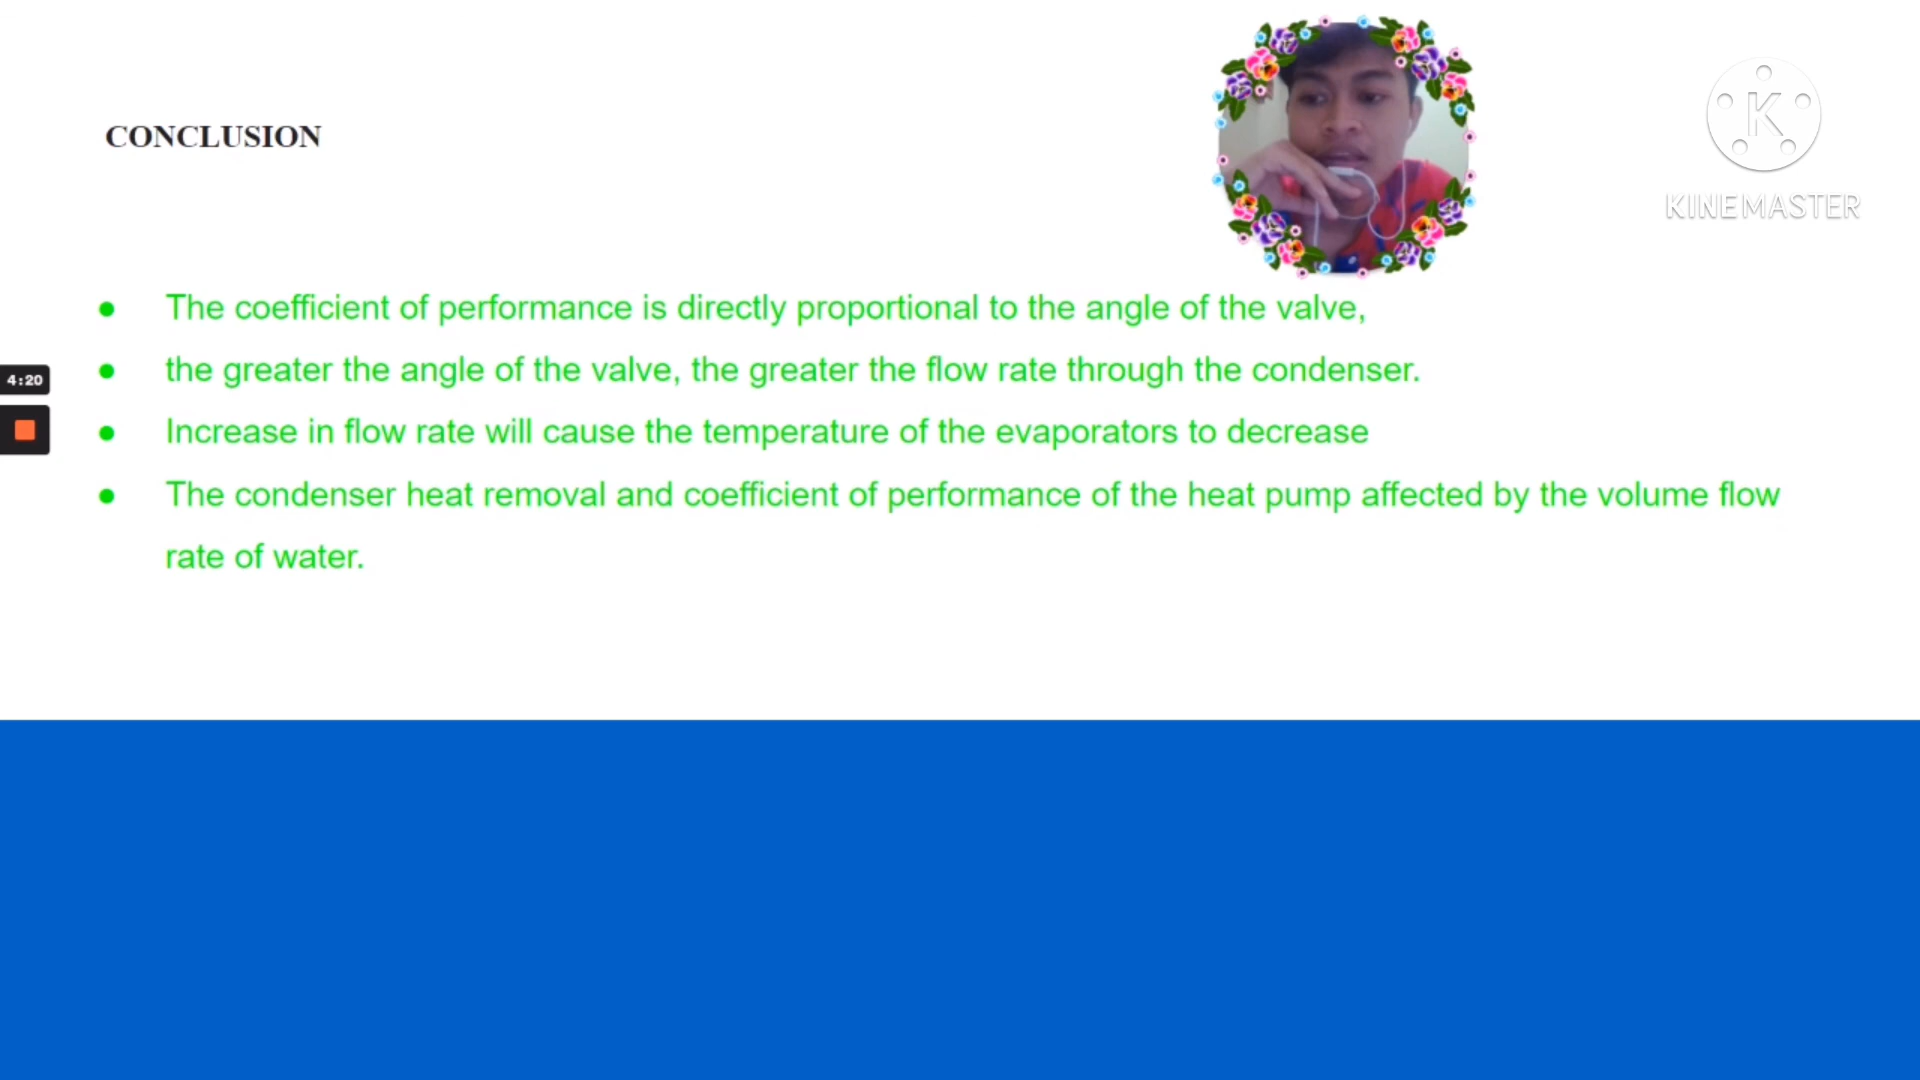 CONCLUSION
K
KINEMASTER
● The coefficient of performance is directly proportional to the angle of the valve,
4:20
● the greater the angle of the valve, the greater the flow rate through the condenser.
● Increase in flow rate will cause the temperature of the evaporators to decrease
● The condenser heat removal and coefficient of performance of the heat pump affected by the volume flow
rate of water.